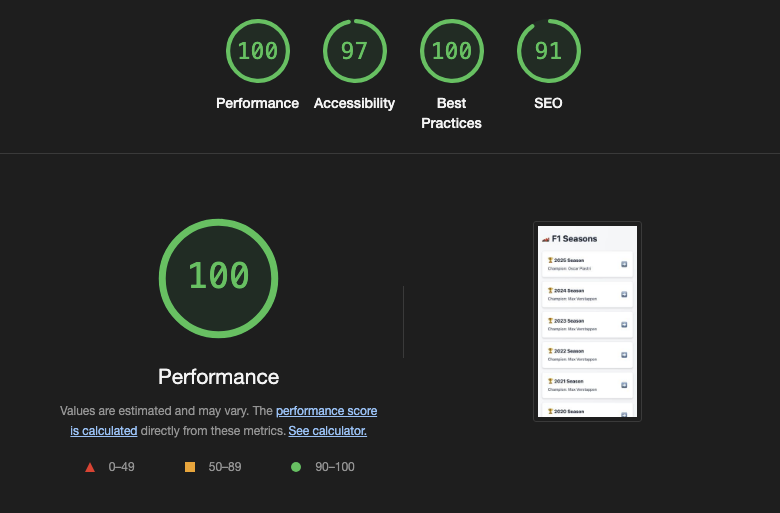 100
97
100
91
Performance
Accessibility
Best
Practices
SEO
100
Performance
Values are estimated and may vary. The performance score
is calculated directly from these metrics. See calculator.
0–49
50–89
90–100
F1 Seasons
2025 Season
Champion: Oscar Piastri
2024 Season
Champion: Max Verstappen
2023 Season
Champion: Max Verstappen
2022 Season
Champion: Max Verstappen
2021 Season
Champion: Max Verstappen
2020 Season